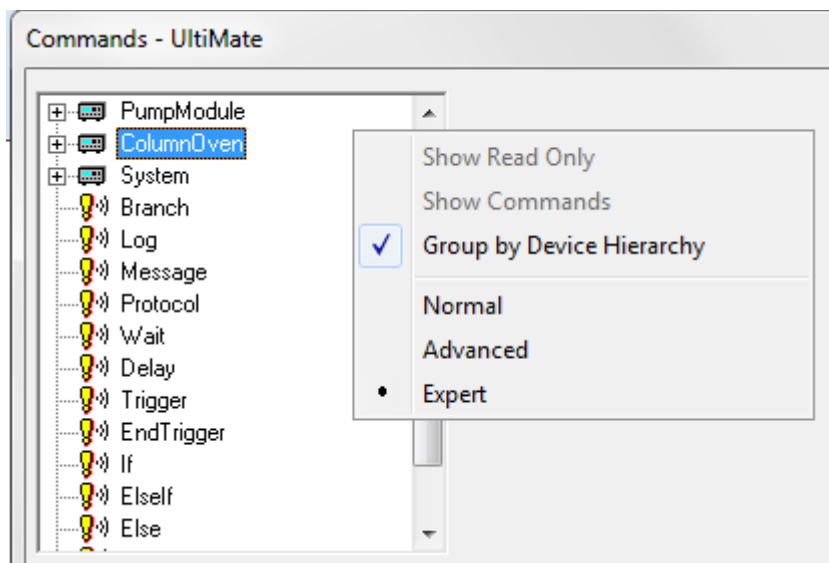 Commands - UltiMate
PumpModule
ColumnOven
System
Branch
Log
Message
Protocol
Wait
Delay
Trigger
EndTrigger
If
ElseIf
Else
Show Read Only
Show Commands
Group by Device Hierarchy
Normal
Advanced
Expert